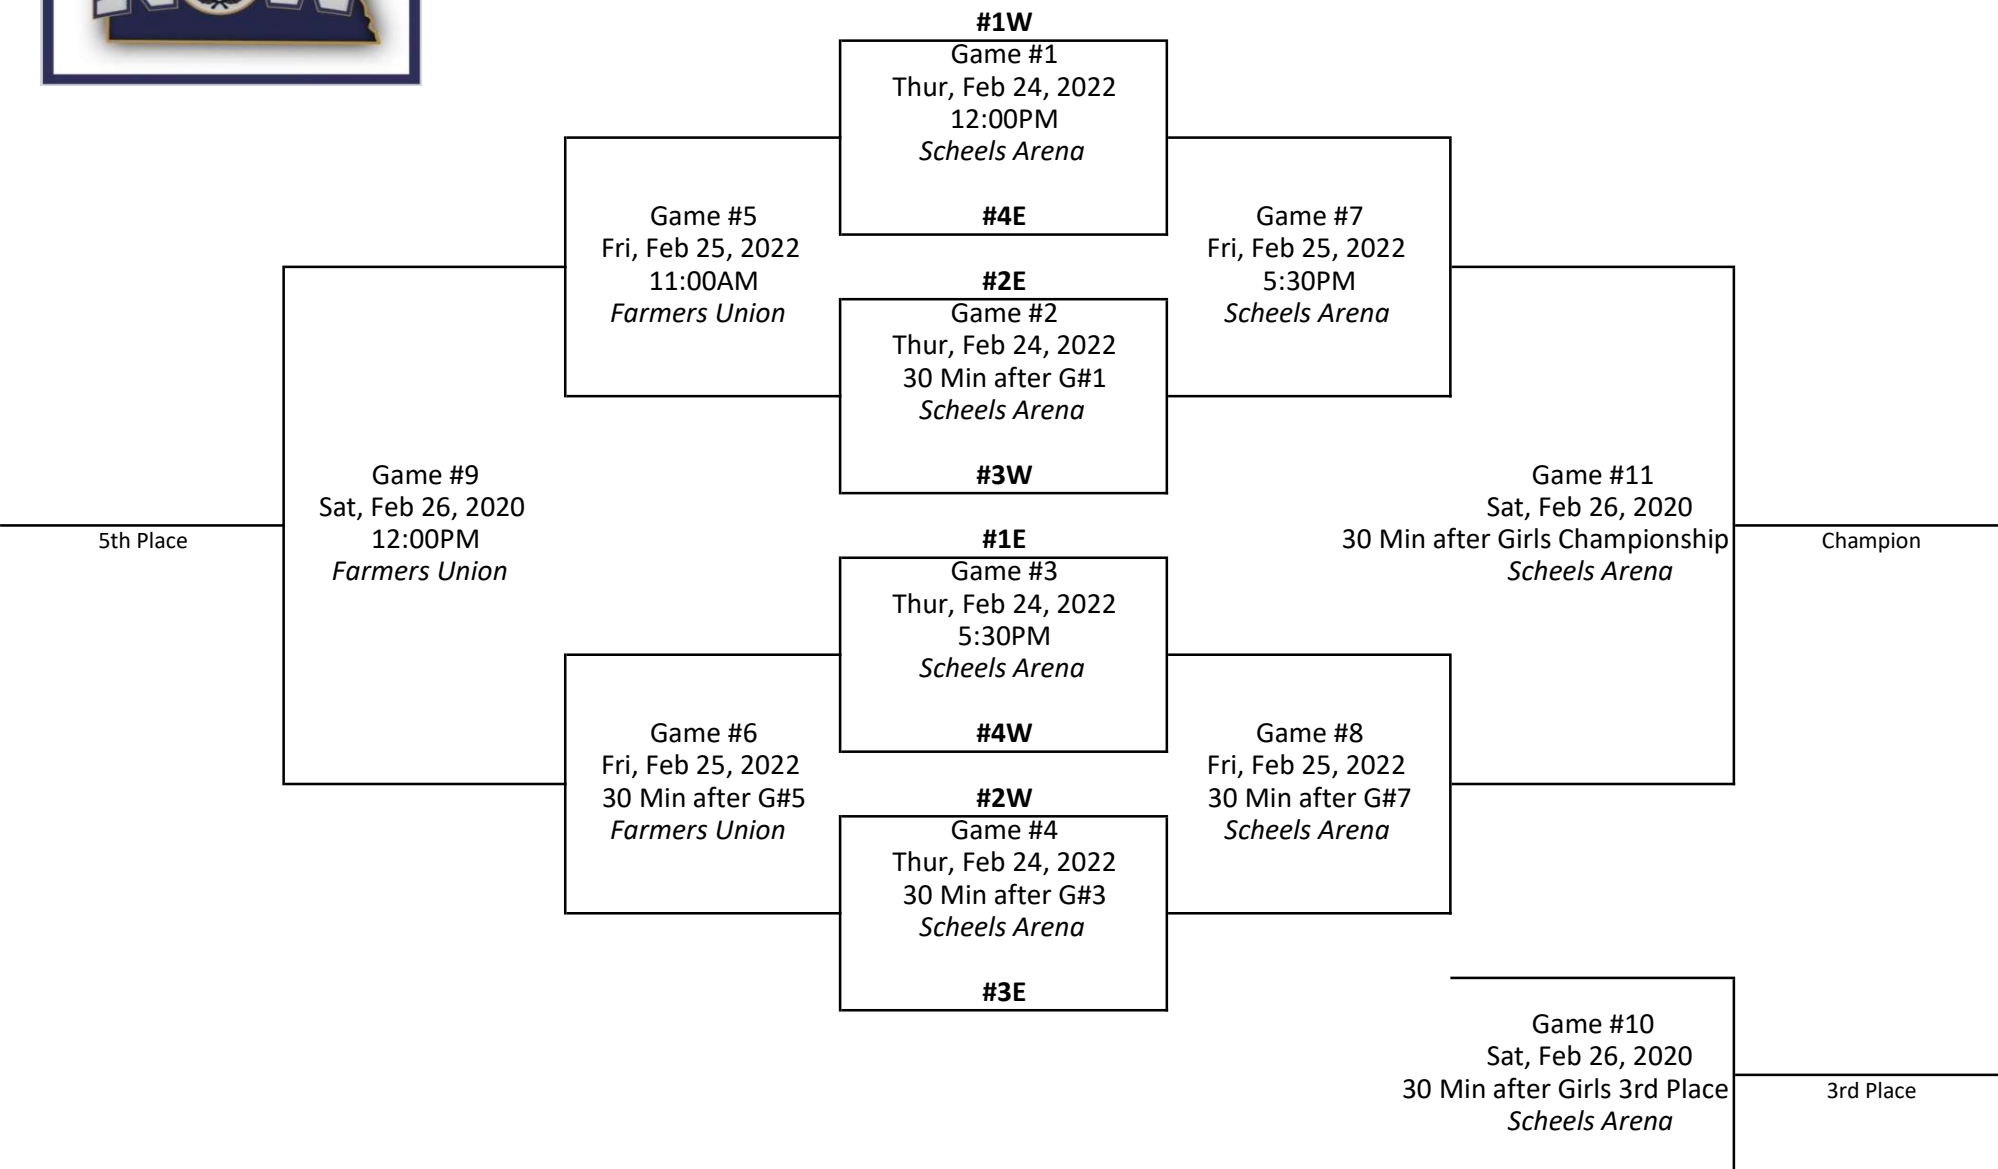 #1W
Game #1
Thur, Feb 24, 2022
12:00PM
Scheels Arena
#4E
Game #5
Fri, Feb 25, 2022
11:00AM
Farmers Union
Game #7
Fri, Feb 25, 2022
5:30PM
Scheels Arena
#2E
Game #2
Thur, Feb 24, 2022
30 Min after G#1
Scheels Arena
#3W
Game #9
Sat, Feb 26, 2020
12:00PM
Farmers Union
5th Place
Game #11
Sat, Feb 26, 2020
30 Min after Girls Championship
Scheels Arena
Champion
#1E
Game #3
Thur, Feb 24, 2022
5:30PM
Scheels Arena
#4W
Game #6
Fri, Feb 25, 2022
30 Min after G#5
Farmers Union
Game #8
Fri, Feb 25, 2022
30 Min after G#7
Scheels Arena
#2W
Game #4
Thur, Feb 24, 2022
30 Min after G#3
Scheels Arena
#3E
Game #10
Sat, Feb 26, 2020
30 Min after Girls 3rd Place
Scheels Arena
3rd Place